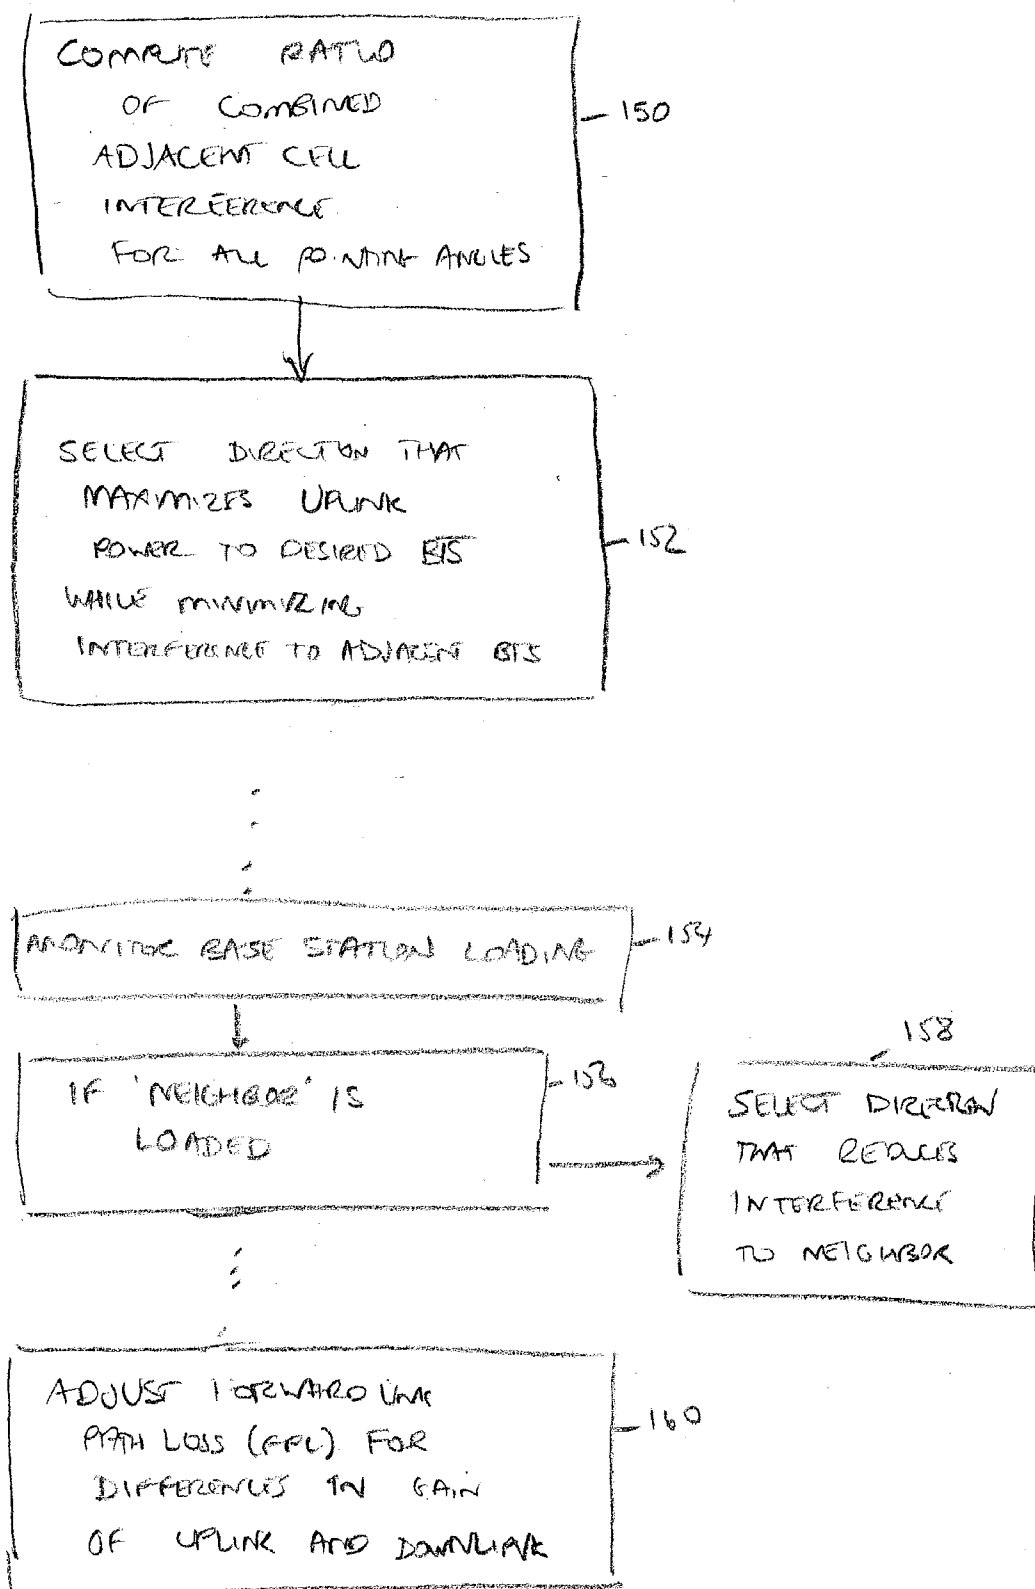 COMPUTE RATIO
OF COMBINED
150
ADJACENT CELL
INTERFERENCE
FOR ALL POINTING ANGLES
SELECT DIRECTION THAT
MAXIMIZES UPLINK
POWER TO DESIRED BTS
152
WHILE MINIMIZING
INTERFERENCE TO ADJACENT BTS
MONITOR BASE STATION LOADING
154
IF 'NEIGHBOR' IS
LOADED
156
158
SELECT DIRECTION
THAT REDUCES
INTERFERENCE
TO NEIGHBOR
ADJUST FORWARD LINK
PATH LOSS FOR
DIFFERENCES IN GAIN
OF UPLINK AND DOWNLINK
160